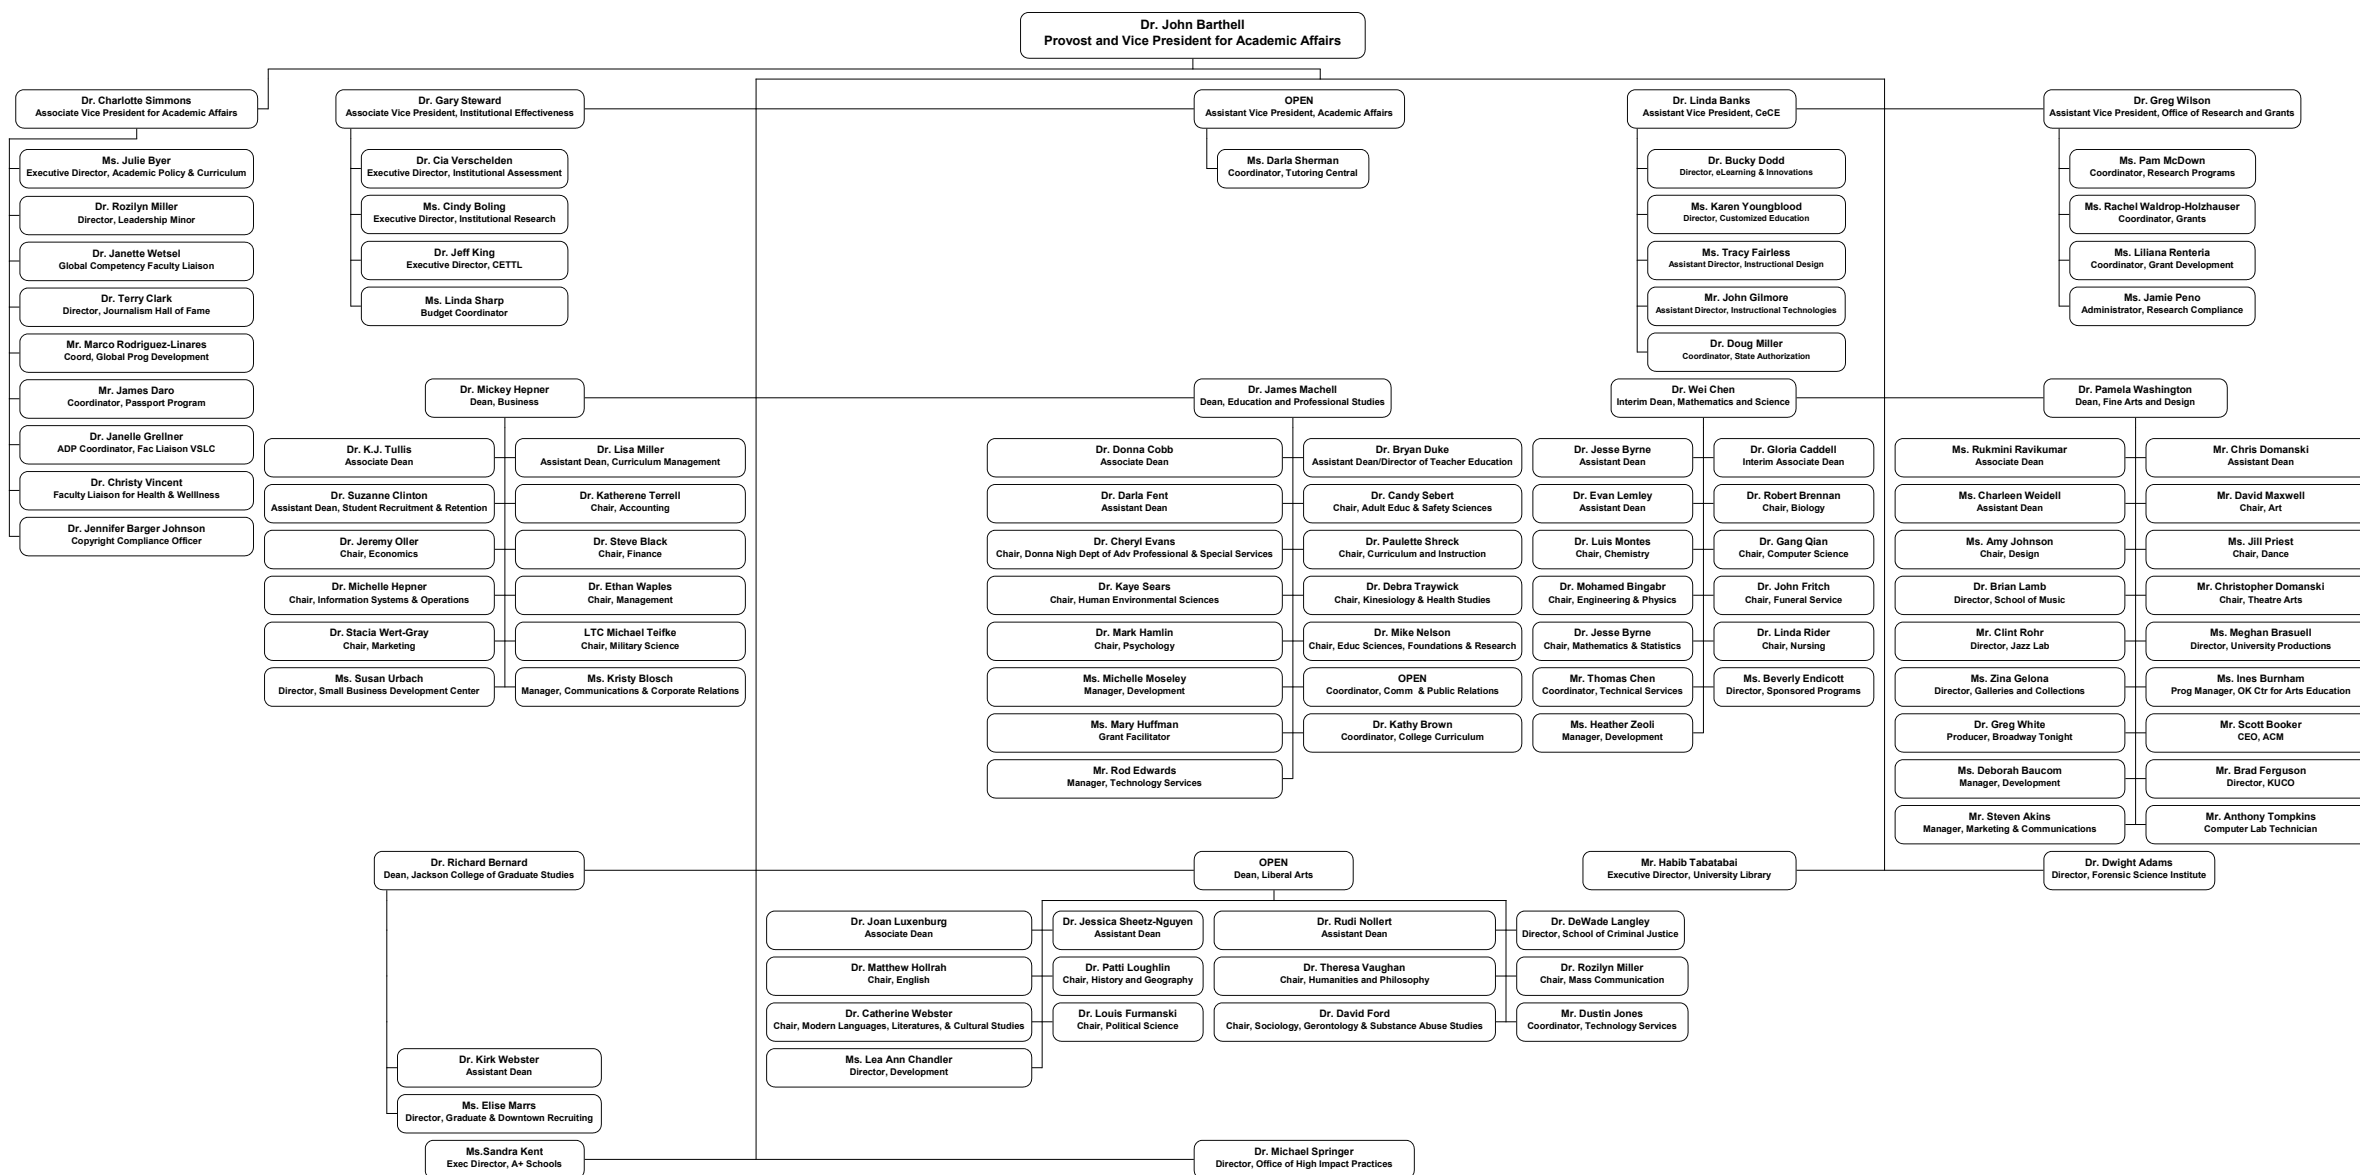 Dr. John Barthell
Provost and Vice President for Academic Affairs
Dr. Charlotte Simmons
Associate Vice President for Academic Affairs
Ms. Julie Byer
Executive Director, Academic Policy & Curriculum
Dr. Rozilyn Miller
Director, Leadership Minor
Dr. Janette Wetsel
Global Competency Faculty Liaison
Dr. Terry Clark
Director, Journalism Hall of Fame
Mr. Marco Rodriguez-Linares
Coord, Global Prog Development
Mr. James Daro
Coordinator, Passport Program
Dr. Janelle Grellner
ADP Coordinator, Fac Liaison VSLC
Dr. Christy Vincent
Faculty Liaison for Health & Welllness
Dr. Jennifer Barger Johnson
Copyright Compliance Officer
Dr. Gary Steward
Associate Vice President, Institutional Effectiveness
Dr. Cia Verschelden
Executive Director, Institutional Assessment
Ms. Cindy Boling
Executive Director, Institutional Research
Dr. Jeff King
Executive Director, CETTL
Ms. Linda Sharp
Budget Coordinator
OPEN
Assistant Vice President, Academic Affairs
Ms. Darla Sherman
Coordinator, Tutoring Central
Dr. Linda Banks
Assistant Vice President, CeCE
Dr. Bucky Dodd
Director, eLearning & Innovations
Ms. Karen Youngblood
Director, Customized Education
Ms. Tracy Fairless
Assistant Director, Instructional Design
Mr. John Gilmore
Assistant Director, Instructional Technologies
Dr. Doug Miller
Coordinator, State Authorization
Dr. Greg Wilson
Assistant Vice President, Office of Research and Grants
Ms. Pam McDown
Coordinator, Research Programs
Ms. Rachel Waldrop-Holzhauser
Coordinator, Grants
Ms. Liliana Renteria
Coordinator, Grant Development
Ms. Jamie Peno
Administrator, Research Compliance
Dr. Mickey Hepner
Dean, Business
Dr. K.J. Tullis
Associate Dean
Dr. Lisa Miller
Assistant Dean, Curriculum Management
Dr. Suzanne Clinton
Assistant Dean, Student Recruitment & Retention
Dr. Katherene Terrell
Chair, Accounting
Dr. Jeremy Oller
Chair, Economics
Dr. Steve Black
Chair, Finance
Dr. Michelle Hepner
Chair, Information Systems & Operations
Dr. Ethan Waples
Chair, Management
Dr. Stacia Wert-Gray
Chair, Marketing
LTC Michael Teifke
Chair, Military Science
Ms. Susan Urbach
Director, Small Business Development Center
Ms. Kristy Blosch
Manager, Communications & Corporate Relations
Dr. James Machell
Dean, Education and Professional Studies
Dr. Donna Cobb
Associate Dean
Dr. Bryan Duke
Assistant Dean/Director of Teacher Education
Dr. Darla Fent
Assistant Dean
Dr. Candy Sebert
Chair, Adult Educ & Safety Sciences
Dr. Cheryl Evans
Chair, Donna Nigh Dept of Adv Professional & Special Services
Dr. Paulette Shreck
Chair, Curriculum and Instruction
Dr. Kaye Sears
Chair, Human Environmental Sciences
Dr. Debra Traywick
Chair, Kinesiology & Health Studies
Dr. Mark Hamlin
Chair, Psychology
Dr. Mike Nelson
Chair, Educ Sciences, Foundations & Research
Ms. Michelle Moseley
Manager, Development
OPEN
Coordinator, Comm & Public Relations
Ms. Mary Huffman
Grant Facilitator
Dr. Kathy Brown
Coordinator, College Curriculum
Mr. Rod Edwards
Manager, Technology Services
Dr. Wei Chen
Interim Dean, Mathematics and Science
Dr. Jesse Byrne
Assistant Dean
Dr. Gloria Caddell
Interim Associate Dean
Dr. Evan Lemley
Assistant Dean
Dr. Robert Brennan
Chair, Biology
Dr. Luis Montes
Chair, Chemistry
Dr. Gang Qian
Chair, Computer Science
Dr. Mohamed Bingabr
Chair, Engineering & Physics
Dr. John Fritch
Chair, Funeral Service
Dr. Jesse Byrne
Chair, Mathematics & Statistics
Dr. Linda Rider
Chair, Nursing
Mr. Thomas Chen
Coordinator, Technical Services
Ms. Beverly Endicott
Director, Sponsored Programs
Ms. Heather Zeoli
Manager, Development
Dr. Pamela Washington
Dean, Fine Arts and Design
Ms. Rukmini Ravikumar
Associate Dean
Mr. Chris Domanski
Assistant Dean
Ms. Charleen Weidell
Assistant Dean
Mr. David Maxwell
Chair, Art
Ms. Amy Johnson
Chair, Design
Ms. Jill Priest
Chair, Dance
Dr. Brian Lamb
Director, School of Music
Mr. Christopher Domanski
Chair, Theatre Arts
Mr. Clint Rohr
Director, Jazz Lab
Ms. Meghan Brasuell
Director, University Productions
Ms. Zina Gelona
Director, Galleries and Collections
Ms. Ines Burnham
Prog Manager, OK Ctr for Arts Education
Dr. Greg White
Producer, Broadway Tonight
Mr. Scott Booker
CEO, ACM
Ms. Deborah Baucom
Manager, Development
Mr. Brad Ferguson
Director, KUCO
Mr. Steven Akins
Manager, Marketing & Communications
Mr. Anthony Tompkins
Computer Lab Technician
Dr. Richard Bernard
Dean, Jackson College of Graduate Studies
Dr. Kirk Webster
Assistant Dean
Ms. Elise Marrs
Director, Graduate & Downtown Recruiting
OPEN
Dean, Liberal Arts
Dr. Joan Luxenburg
Associate Dean
Dr. Jessica Sheetz-Nguyen
Assistant Dean
Dr. Rudi Nollert
Assistant Dean
Dr. DeWade Langley
Director, School of Criminal Justice
Dr. Matthew Hollrah
Chair, English
Dr. Patti Loughlin
Chair, History and Geography
Dr. Theresa Vaughan
Chair, Humanities and Philosophy
Dr. Rozilyn Miller
Chair, Mass Communication
Dr. Catherine Webster
Chair, Modern Languages, Literatures, & Cultural Studies
Dr. Louis Furmanski
Chair, Political Science
Dr. David Ford
Chair, Sociology, Gerontology & Substance Abuse Studies
Mr. Dustin Jones
Coordinator, Technology Services
Ms. Lea Ann Chandler
Director, Development
Mr. Habib Tabatabai
Executive Director, University Library
Dr. Dwight Adams
Director, Forensic Science Institute
Ms.Sandra Kent
Exec Director, A+ Schools
Dr. Michael Springer
Director, Office of High Impact Practices